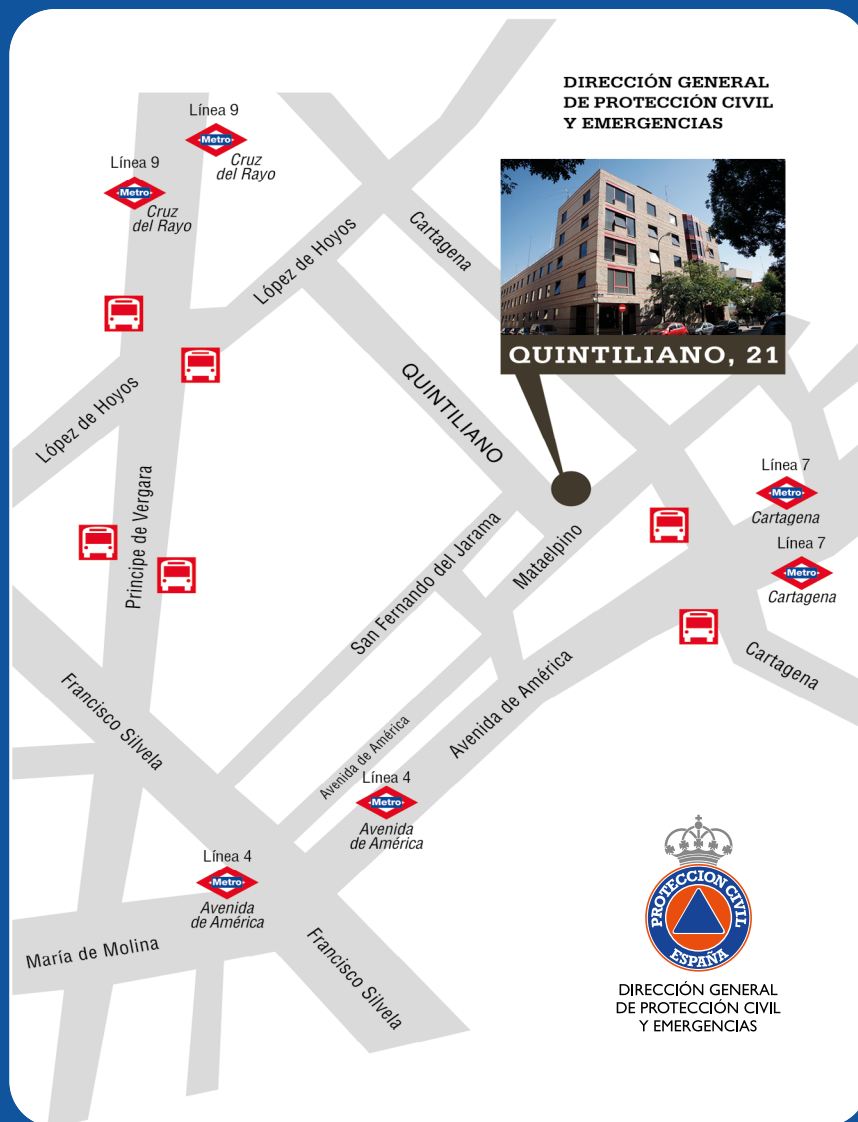 DIRECCIÓN GENERAL
DE PROTECCIÓN CIVIL
Y EMERGENCIAS
Línea 9
Metro
Cruz
del Rayo
Línea 9
Metro
Cruz
del Rayo
López de Hoyos
Cartagena
QUINTILIANO, 21
López de Hoyos
QUINTILIANO
Principe de Vergara
Línea 7
Metro
Cartagena
Línea 7
Metro
Cartagena
San Fernando del Jarama
Mataelpino
Cartagena
Avenida de América
Francisco Silvela
Avenida de América
Línea 4
Metro
Avenida
de América
Línea 4
Metro
Avenida
de América
María de Molina
Francisco Silvela
PROTECCION CIVIL
ESPAÑA
DIRECCIÓN GENERAL
DE PROTECCIÓN CIVIL
Y EMERGENCIAS